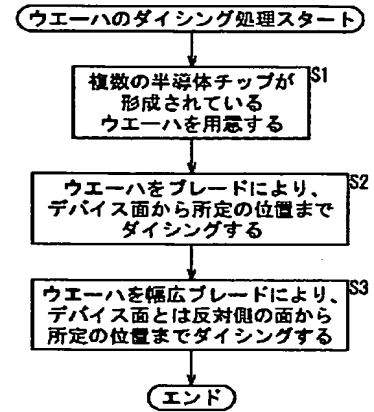 ウエーハのダイシング処理スタート
S1
複数の半導体チップが
形成されている
ウエーハを用意する
S2
ウエーハをブレードにより、
デバイス面から所定の位置まで
ダイシングする
S3
ウエーハを幅広ブレードにより、
デバイス面とは反対側の面から
所定の位置までダイシングする
エンド